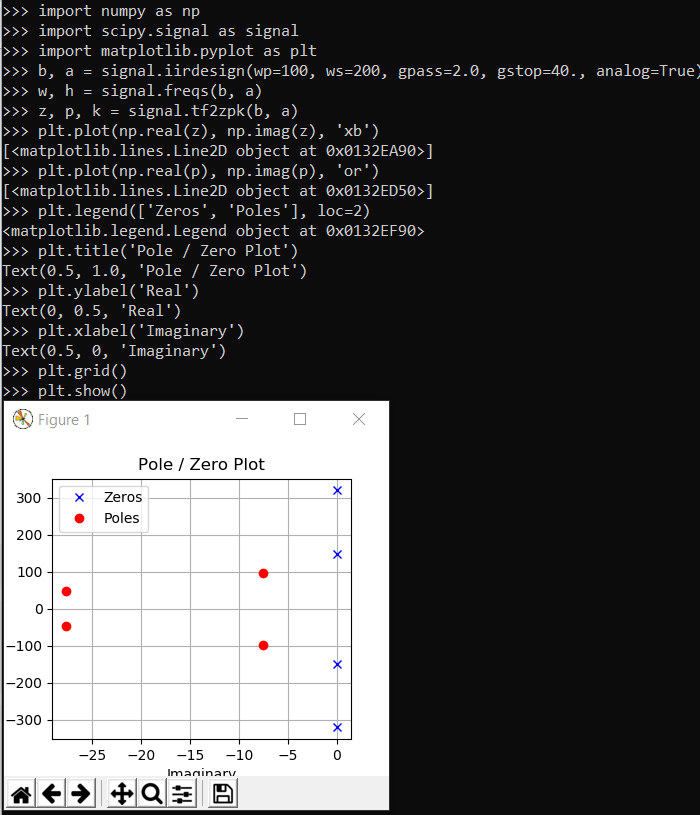 >>> import numpy as np
>>> import scipy.signal as signal
>>> import matplotlib.pyplot as plt
>>> b, a = signal.iirdesign(wp=100, ws=200, gpass=2.0, gstop=40., analog=True)
>>> w, h = signal.freqs(b, a)
>>> z, p, k = signal.tf2zpk(b, a)
>>> plt.plot(np.real(z), np.imag(z), 'xb')
[<matplotlib.lines.Line2D object at 0x0132EA90>]
>>> plt.plot(np.real(p), np.imag(p), 'or')
[<matplotlib.lines.Line2D object at 0x0132ED50>]
>>> plt.legend(['Zeros', 'Poles'], loc=2)
<matplotlib.legend.Legend object at 0x0132EF90>
>>> plt.title('Pole / Zero Plot')
Text(0.5, 1.0, 'Pole / Zero Plot')
>>> plt.ylabel('Real')
Text(0, 0.5, 'Real')
>>> plt.xlabel('Imaginary')
Text(0.5, 0, 'Imaginary')
>>> plt.grid()
>>> plt.show()
Figure 1
Pole / Zero Plot
Zeros
Poles
300
200
100
0
−100
−200
−300
−25 −20 −15 −10 −5 0
Imaginary